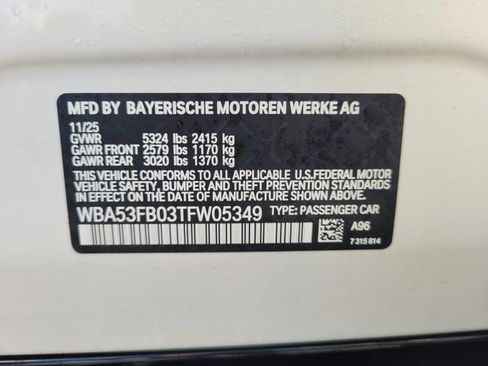 MFD BY BAYERISCHE MOTOREN WERKE AG
11/25
GVWR 5324 lbs 2415 kg
GAWR FRONT 2579 lbs 1170 kg
GAWR REAR 3020 lbs 1370 kg
THIS VEHICLE CONFORMS TO ALL APPLICABLE U.S.FEDERAL MOTOR
VEHICLE SAFETY, BUMPER AND THEFT PREVENTION STANDARDS
IN EFFECT ON THE DATE OF MANUFACTURE SHOWN ABOVE.
WBA53FB03TFW05349 TYPE: PASSENGER CAR
A96
7 315 814